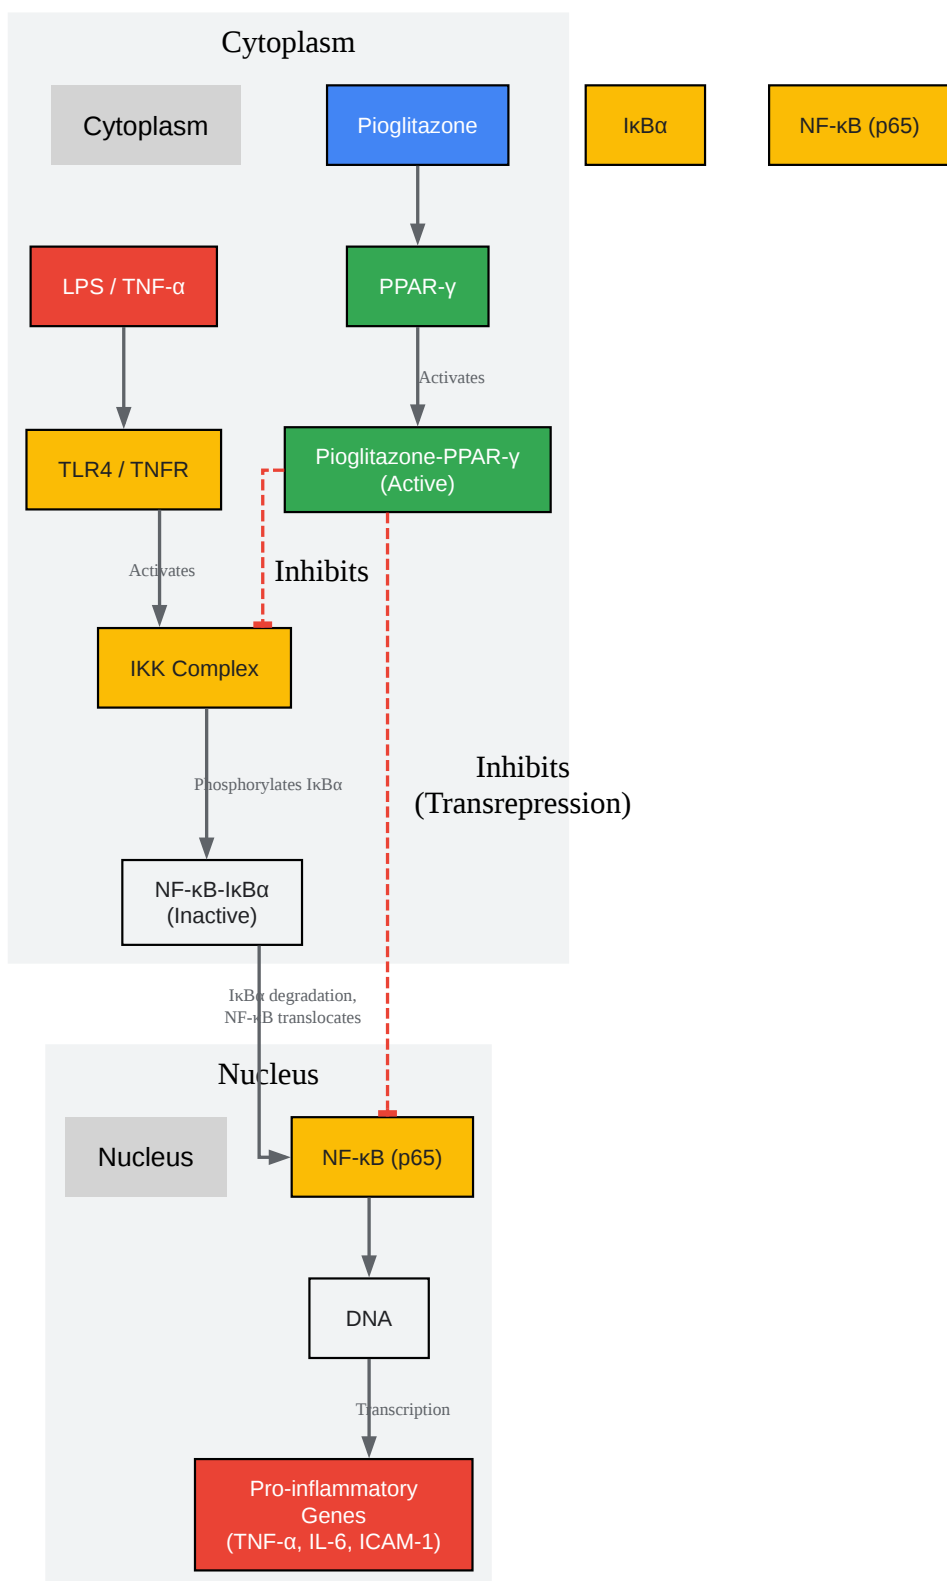 Cytoplasm
Cytoplasm
Pioglitazone
IκBα
NF-κB (p65)
LPS / TNF-α
PPAR-γ
Activates
TLR4 / TNFR
Pioglitazone-PPAR-γ
(Active)
Activates
Inhibits
IKK Complex
Inhibits
(Transrepression)
Phosphorylates IκBα
NF-κB-IκBα
(Inactive)
IκBα degradation,
NF-κB translocates
Nucleus
Nucleus
NF-κB (p65)
DNA
Transcription
Pro-inflammatory
Genes
(TNF-α, IL-6, ICAM-1)